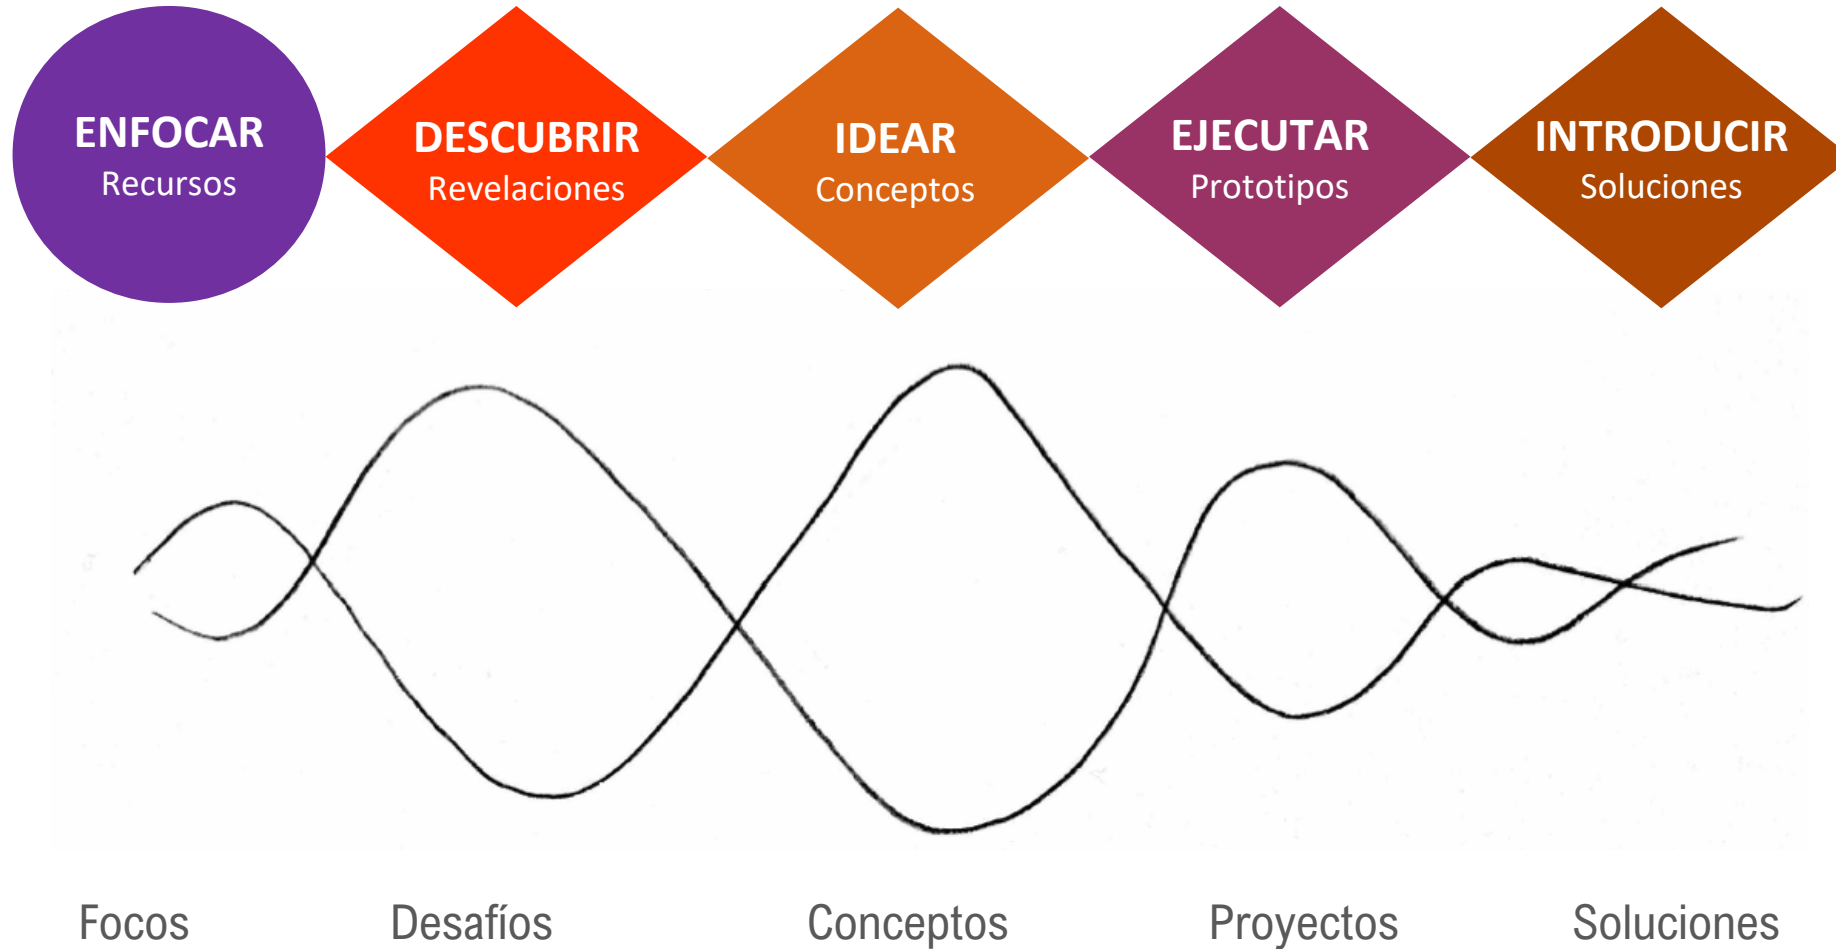 ENFOCAR
Recursos
DESCUBRIR
Revelaciones
IDEAR
Conceptos
EJECUTAR
Prototipos
INTRODUCIR
Soluciones
Focos
Desafíos
Conceptos
Proyectos
Soluciones